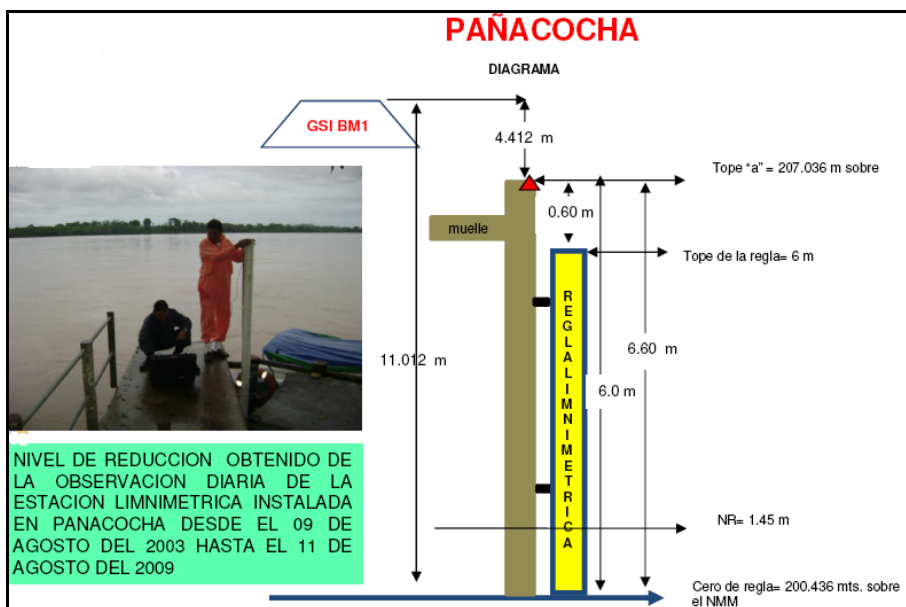 PAÑACOCHA
DIAGRAMA
GSI BM1
4.412 m
Tope “a” = 207.036 m sobre
0.60 m
muelle
Tope de la regla= 6 m
REGLALIMNIMETRICA
11.012 m
6.60 m
6.0 m
NIVEL DE REDUCCION OBTENIDO DE
LA OBSERVACION DIARIA DE LA
ESTACION LIMNIMETRICA INSTALADA
EN PANACOCHA DESDE EL 09 DE
AGOSTO DEL 2003 HASTA EL 11 DE
AGOSTO DEL 2009
NR= 1.45 m
Cero de regla= 200.436 mts. sobre
el NMM